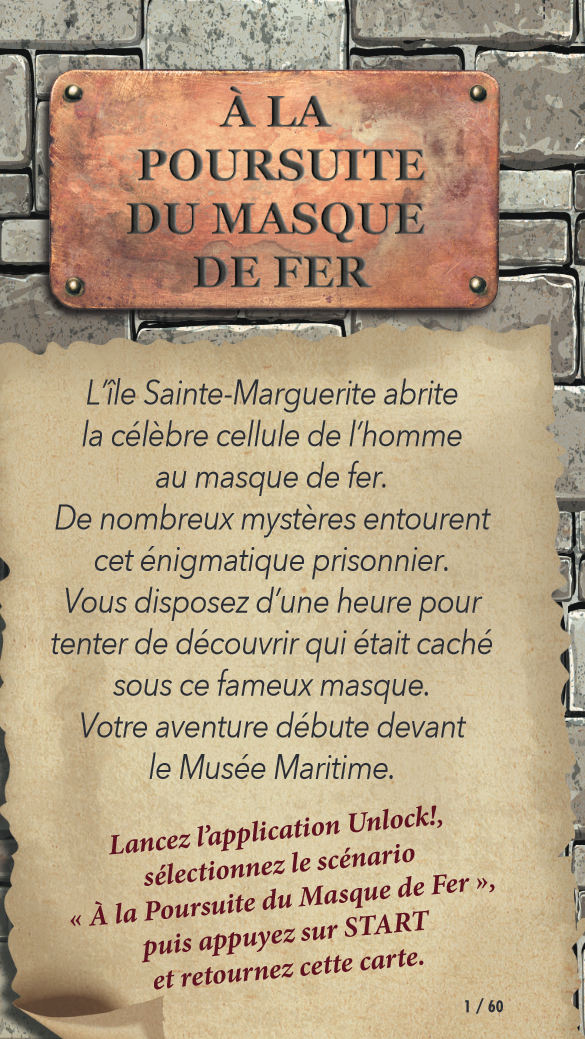 À LA
POURSUITE
DU MASQUE
DE FER
L’île Sainte-Marguerite abrite
la célèbre cellule de l’homme
au masque de fer.
De nombreux mystères entourent
cet énigmatique prisonnier.
Vous disposez d’une heure pour
tenter de découvrir qui était caché
sous ce fameux masque.
Votre aventure débute devant
le Musée Maritime.
Lancez l’application Unlock!,
sélectionnez le scénario
« À la Poursuite du Masque de Fer »,
puis appuyez sur START
et retournez cette carte.
1 / 60